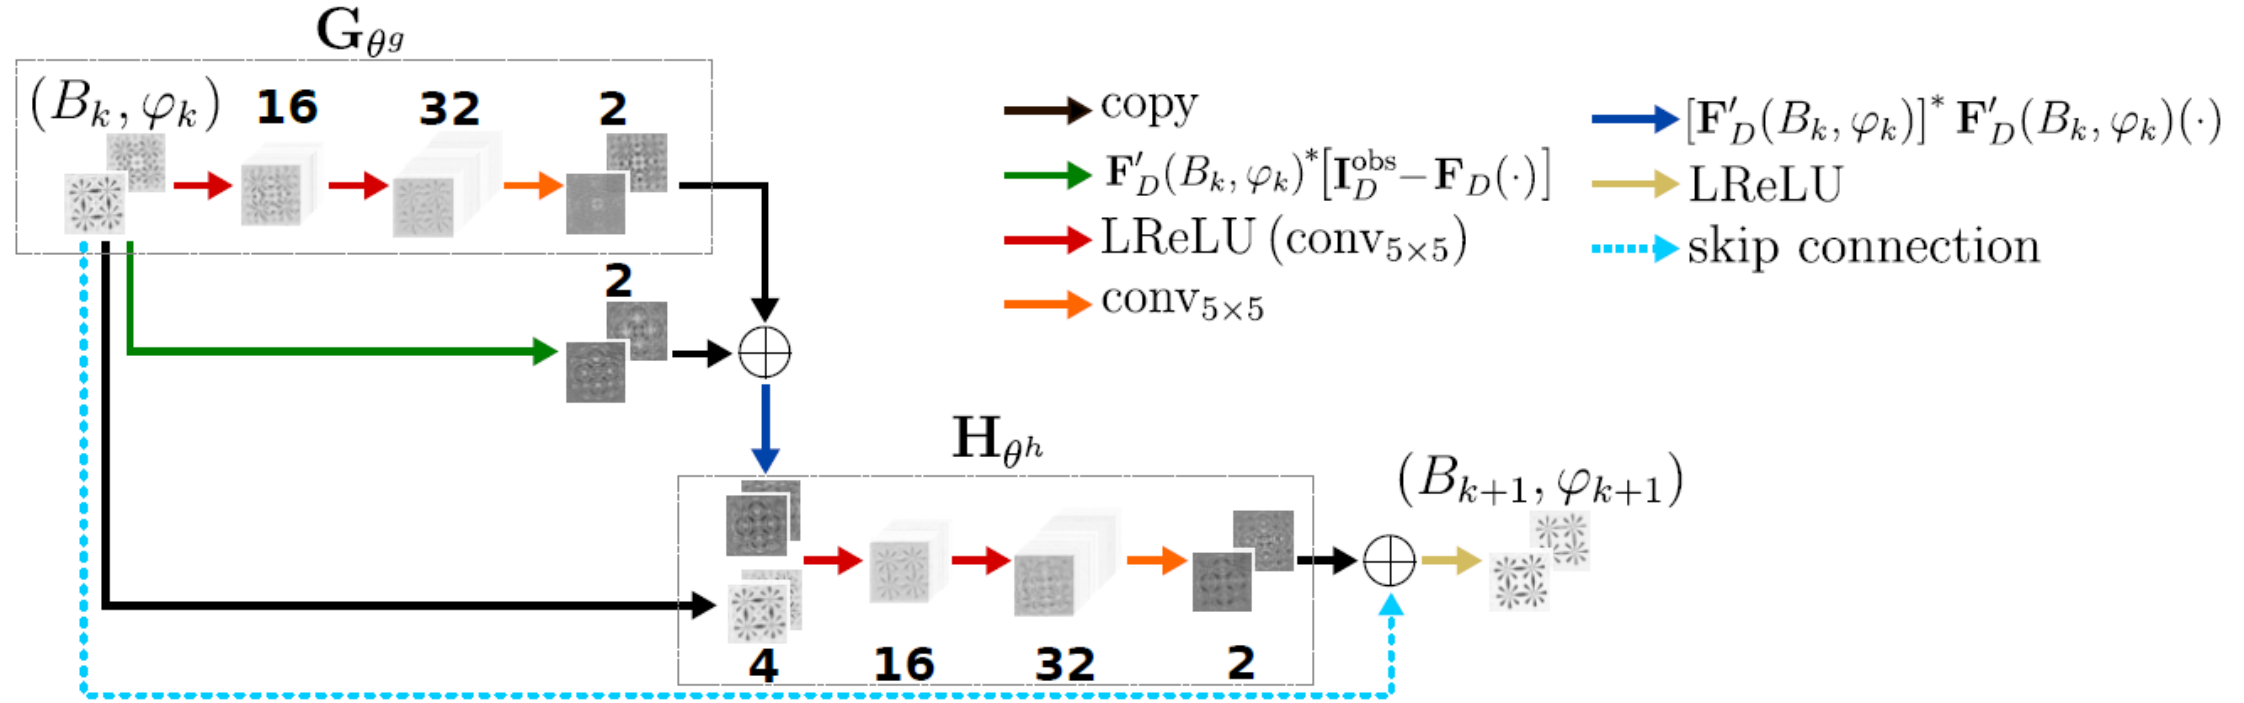 𝐆_{θ^g}
(B_k, φ_k)
16
32
2
2
copy
𝐅′_D(B_k, φ_k)^*[𝐈_D^{obs} − 𝐅_D(·)]
LReLU (conv_{5×5})
conv_{5×5}
[𝐅′_D(B_k, φ_k)]^* 𝐅′_D(B_k, φ_k)(·)
LReLU
skip connection
𝐇_{θ^h}
4
16
32
2
(B_{k+1}, φ_{k+1})